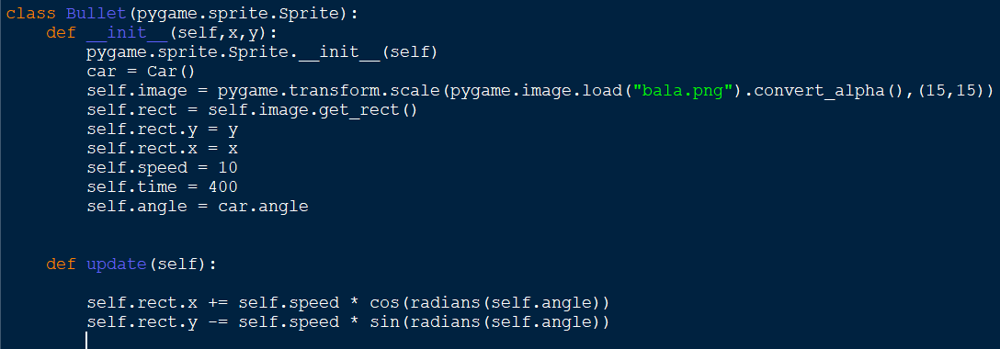 class Bullet(pygame.sprite.Sprite):
    def __init__(self,x,y):
        pygame.sprite.Sprite.__init__(self)
        car = Car()
        self.image = pygame.transform.scale(pygame.image.load("bala.png").convert_alpha(),(15,15))
        self.rect = self.image.get_rect()
        self.rect.y = y
        self.rect.x = x
        self.speed = 10
        self.time = 400
        self.angle = car.angle
    def update(self):
        self.rect.x += self.speed * cos(radians(self.angle))
        self.rect.y -= self.speed * sin(radians(self.angle))